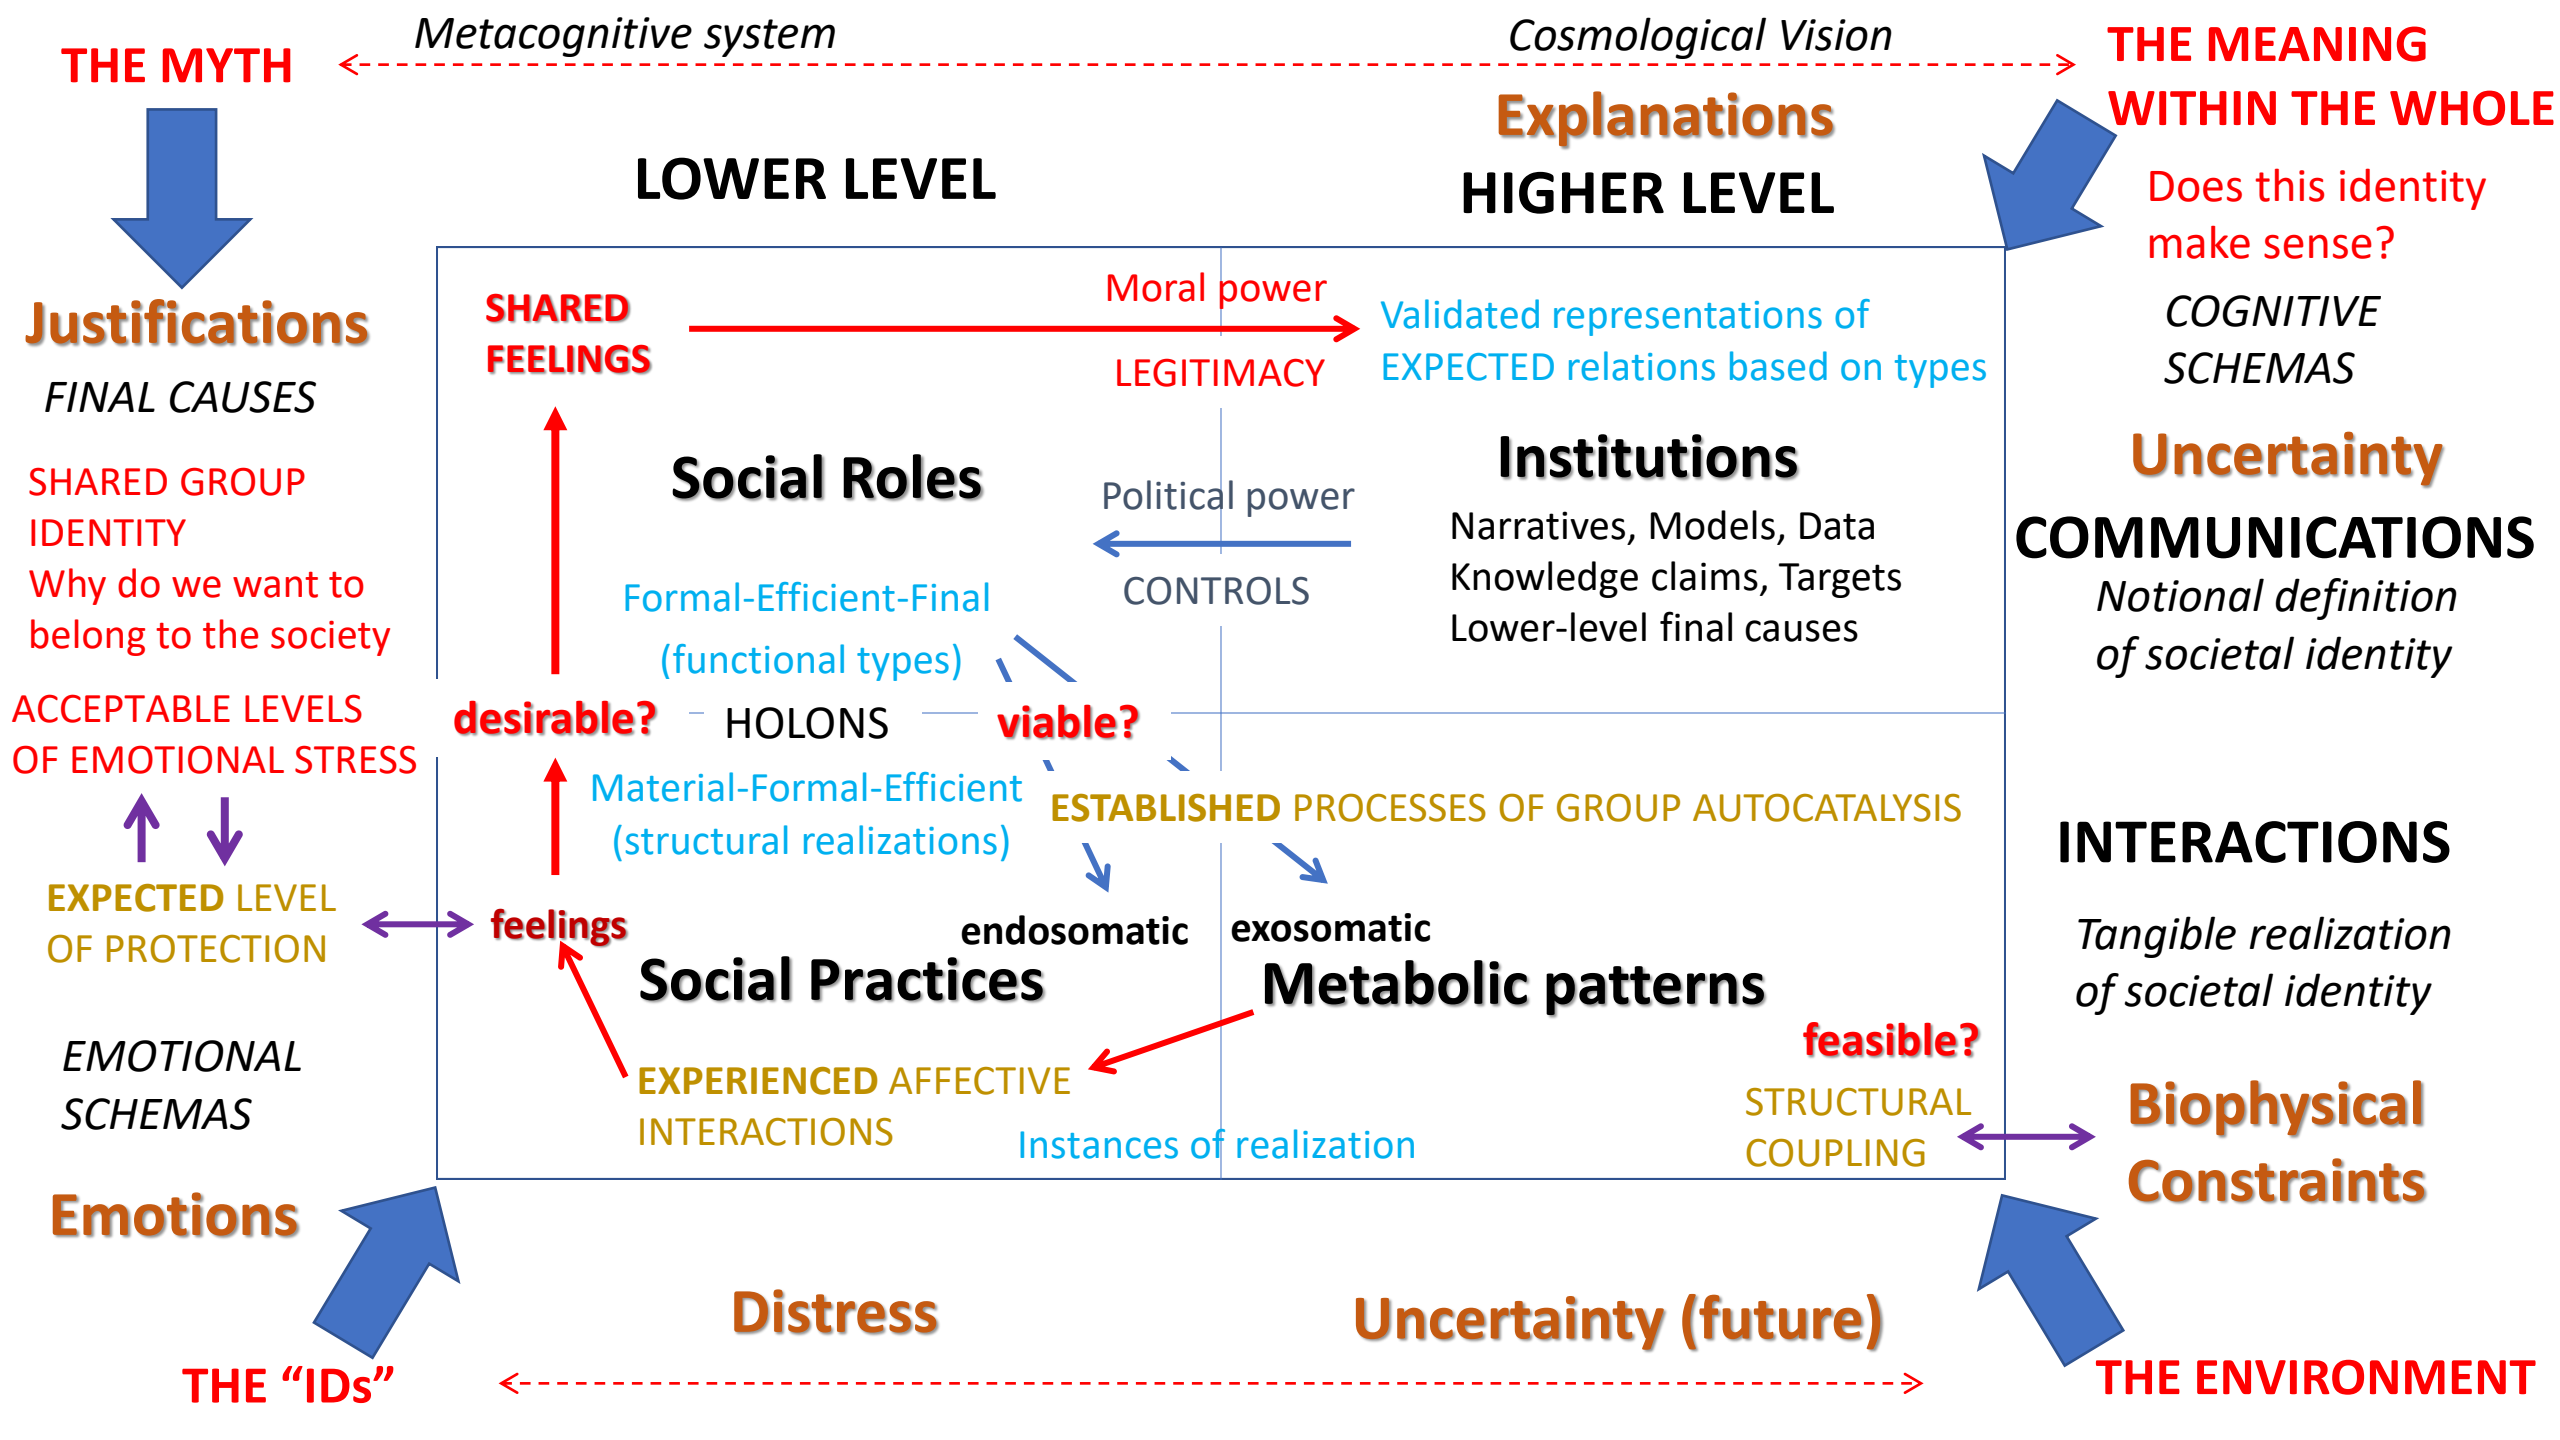 Metacognitive system
Cosmological Vision
THE MYTH
THE MEANING
WITHIN THE WHOLE
Explanations
LOWER LEVEL
HIGHER LEVEL
Does this identity
make sense?
Justifications
FINAL CAUSES
SHARED
FEELINGS
Moral power
LEGITIMACY
Validated representations of
EXPECTED relations based on types
COGNITIVE
SCHEMAS
SHARED GROUP
IDENTITY
Why do we want to
belong to the society
Social Roles
Political power
CONTROLS
Institutions
Narratives, Models, Data
Knowledge claims, Targets
Lower-level final causes
Uncertainty
COMMUNICATIONS
Notional definition
of societal identity
Formal-Efficient-Final
(functional types)
ACCEPTABLE LEVELS
OF EMOTIONAL STRESS
desirable?
HOLONS
viable?
Material-Formal-Efficient
(structural realizations)
ESTABLISHED PROCESSES OF GROUP AUTOCATALYSIS
INTERACTIONS
EXPECTED LEVEL
OF PROTECTION
feelings
endosomatic
exosomatic
Social Practices
Metabolic patterns
Tangible realization
of societal identity
EMOTIONAL
SCHEMAS
EXPERIENCED AFFECTIVE
INTERACTIONS
Instances of realization
feasible?
STRUCTURAL
COUPLING
Biophysical
Constraints
Emotions
Distress
Uncertainty (future)
THE “IDs”
THE ENVIRONMENT